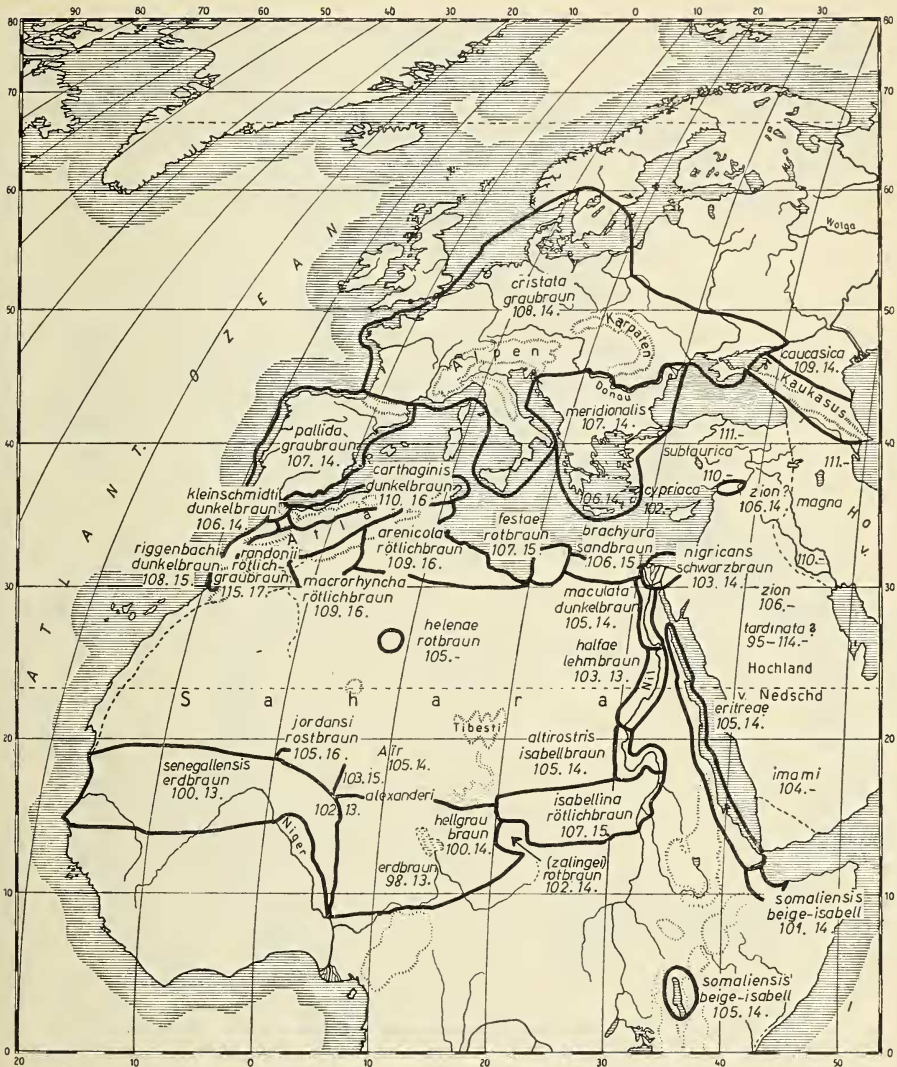 90 80 70 60 50 40 30 20 10 0 10 20 30
80
80
70
70
60
60
50
50
40
40
30
30
20
20
10
10
0
0
Wolga
ATLANT. OZEAN
cristata
graubraun
108. 14.
Karpaten
Alpen
caucasica
109. 14.
Kaukasus
Donau
meridionalis
107. 14.
pallida
graubraun
107. 14.
111.-
subtaurica
110.-
111.-
magna
carthaginis
dunkelbraun
110. 16.
106. 14.
cypriaca
102.-
zion?
106. 14.
kleinschmidti
dunkelbraun
106. 14.
Atlas
110.-
riggenbachi
dunkelbraun
108. 15.
randonii
rötlich-
graubraun
115. 17.
arenicola
rötlichbraun
109. 16.
festae
rotbraun
107. 15
brachyura
sandbraun
106. 15
nigricans
schwarzbraun
103. 14.
macrorhyncha
rötlichbraun
109. 16.
maculata
dunkelbraun
105. 14.
zion
106.-
helenae
rotbraun
105.-
tardinata?
95-114.-
halfae
lehmbraun
103. 13.
Hochland
v. Nedschd
Nil
Sahara
eritreae
105. 14.
Tibesti
jordansi
rostbraun
105. 16.
Aïr
105. 14.
altirostris
isabellbraun
105. 14.
senegallensis
erdbraun
100. 13.
103. 15.
imami
104.-
alexanderi
102. 13.
isabellina
rötlichbraun
107. 15
Niger
hellgrau
braun
100. 14.
erdbraun
98. 13.
(zalingei)
rotbraun
102. 14.
somaliensis
beige-isabell
101. 14.
somaliensis
beige-isabell
105. 14.
20 10 0 10 20 30 40 50